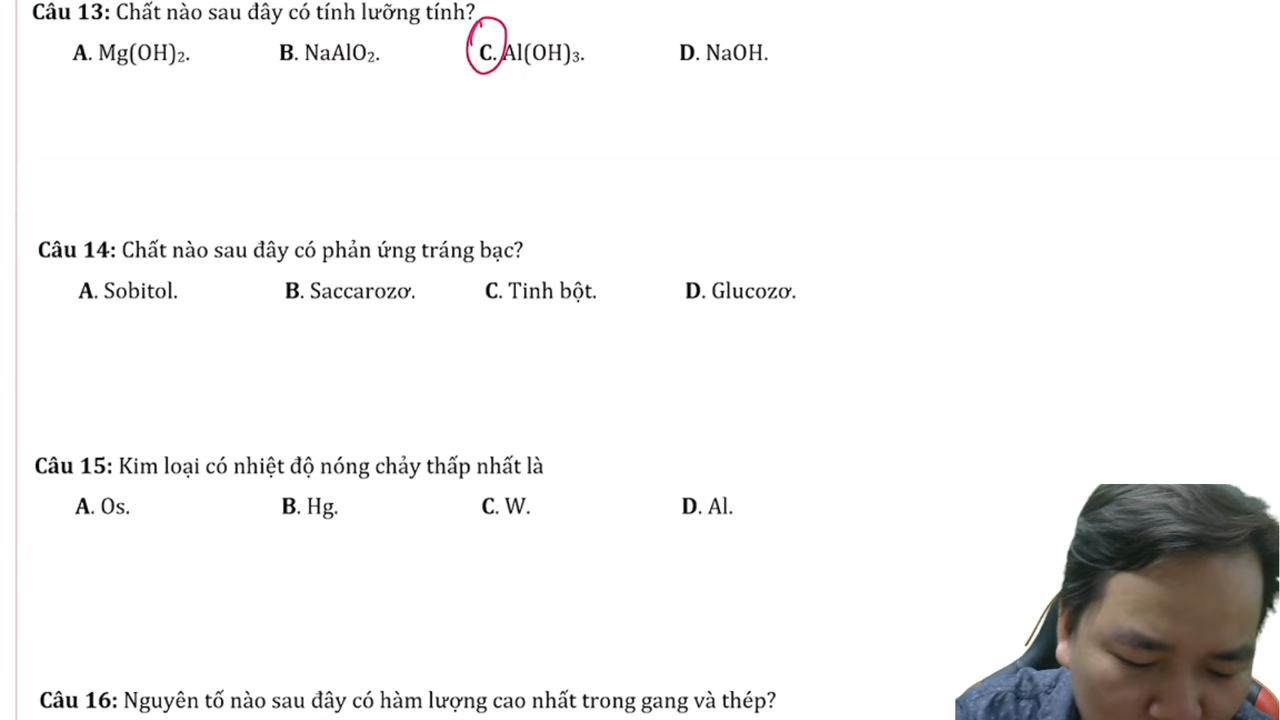 Câu 13: Chất nào sau đây có tính lưỡng tính?
A. Mg(OH)₂. B. NaAlO₂. C. Al(OH)₃. D. NaOH.
Câu 14: Chất nào sau đây có phản ứng tráng bạc?
A. Sobitol. B. Saccarozơ. C. Tinh bột. D. Glucozơ.
Câu 15: Kim loại có nhiệt độ nóng chảy thấp nhất là
A. Os. B. Hg. C. W. D. Al.
Câu 16: Nguyên tố nào sau đây có hàm lượng cao nhất trong gang và thép?